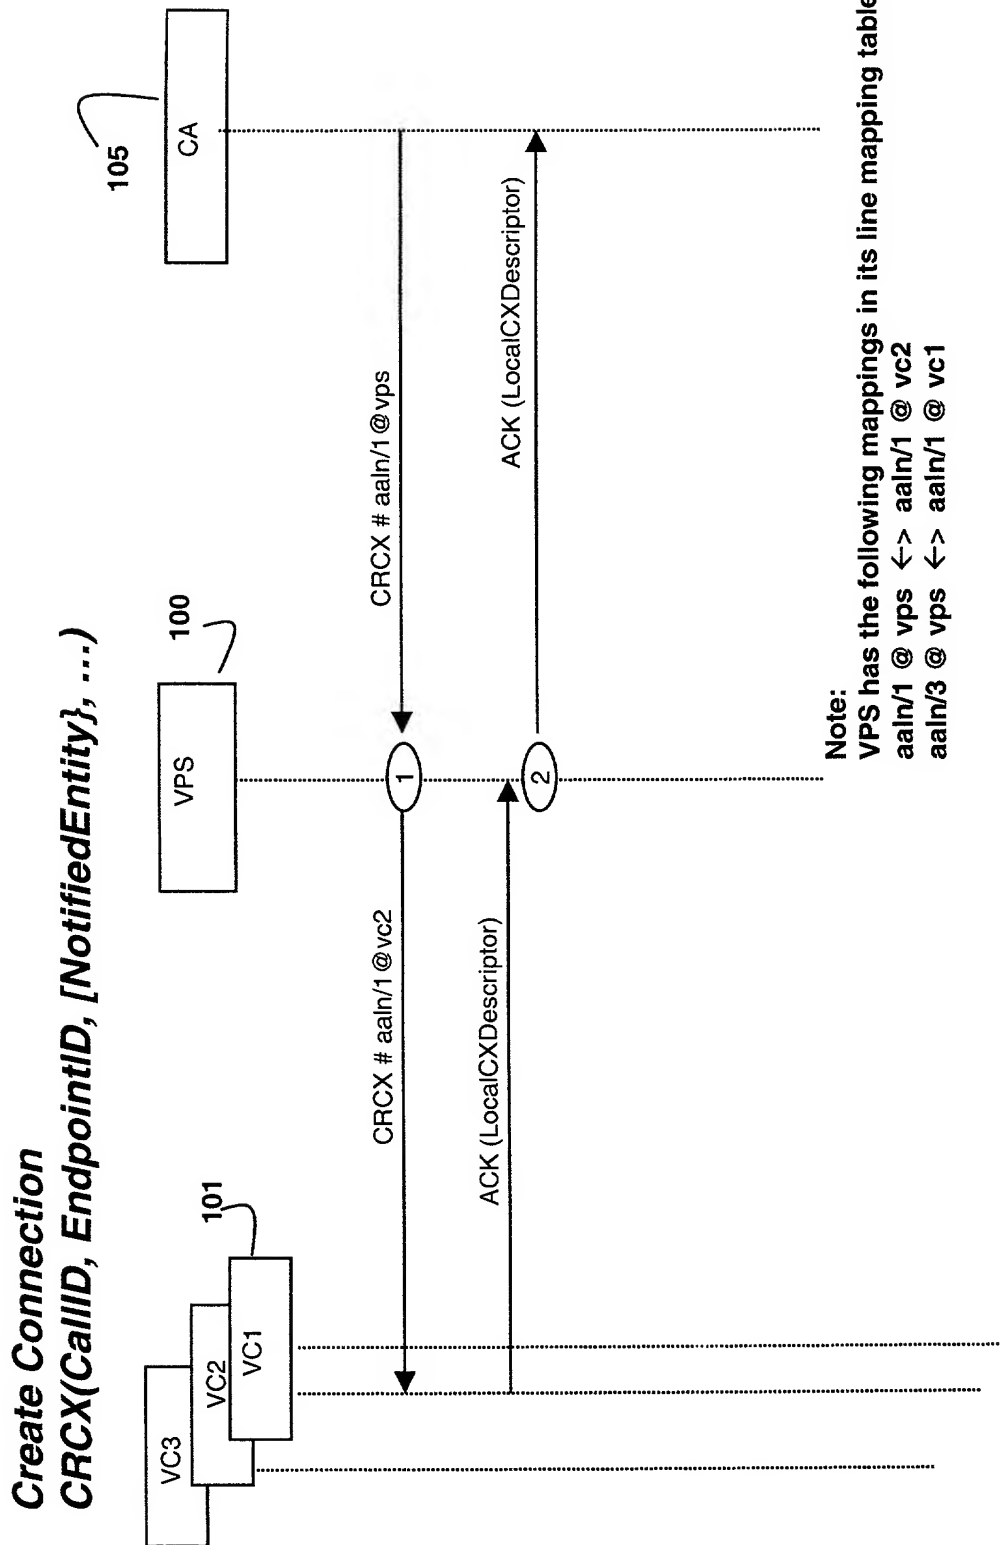 Create Connection
CRCX(CallID, EndpointID, [NotifiedEntity}, ...)
VC3
VC2
VC1
101
VPS
100
CA
105
CRCX # aaln/1@vc2
1
CRCX # aaln/1@vps
ACK (LocalCXDescriptor)
2
ACK (LocalCXDescriptor)
Note:
VPS has the following mappings in its line mapping table
aaln/1 @ vps <-> aaln/1 @ vc2
aaln/3 @ vps <-> aaln/1 @ vc1